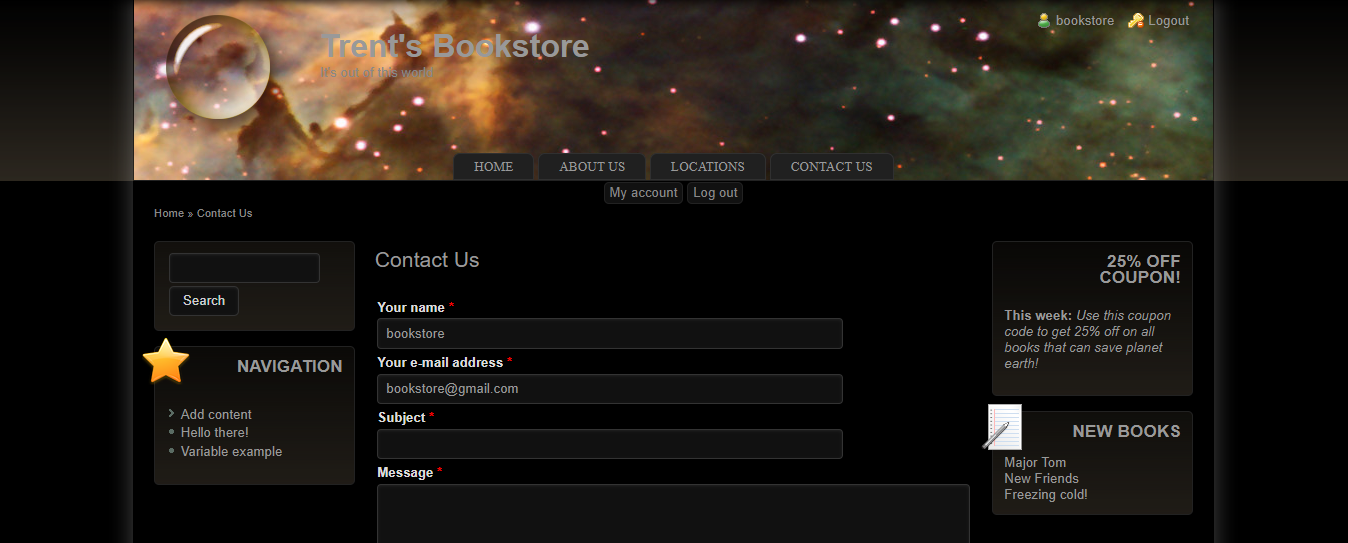 bookstore
Logout
Trent's Bookstore
It's out of this world!
HOME
ABOUT US
LOCATIONS
CONTACT US
My account
Log out
Home » Contact Us
Search
NAVIGATION
Add content
Hello there!
Variable example
Contact Us
Your name *
bookstore
Your e-mail address *
bookstore@gmail.com
Subject *
Message *
25% OFF
COUPON!
This week: Use this coupon
code to get 25% off on all
books that can save planet
earth!
NEW BOOKS
Major Tom
New Friends
Freezing cold!